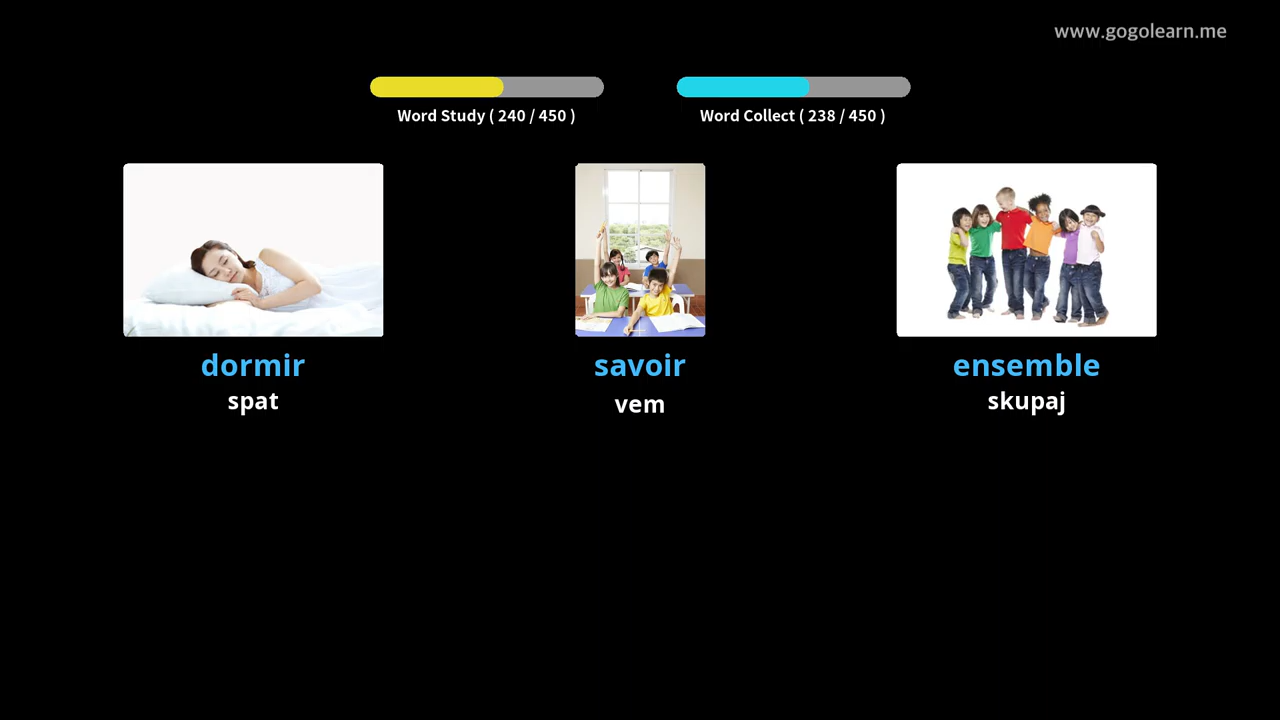 www.gogolearn.me
Word Study ( 240 / 450 )
Word Collect ( 238 / 450 )
dormir
savoir
ensemble
spat
vem
skupaj